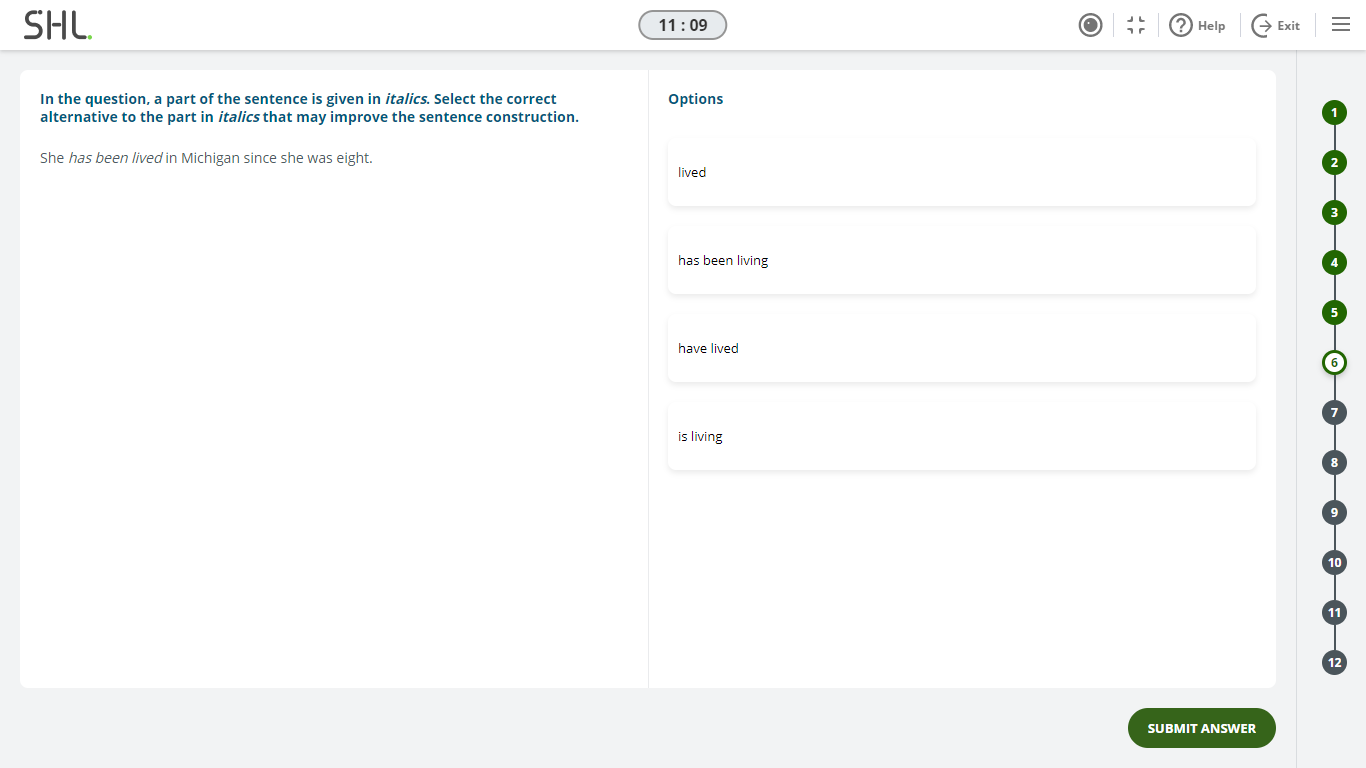 SHL.
11 : 09
Help
Exit
In the question, a part of the sentence is given in italics. Select the correct
alternative to the part in italics that may improve the sentence construction.
She has been lived in Michigan since she was eight.
Options
lived
has been living
have lived
is living
1
2
3
4
5
6
7
8
9
10
11
12
SUBMIT ANSWER